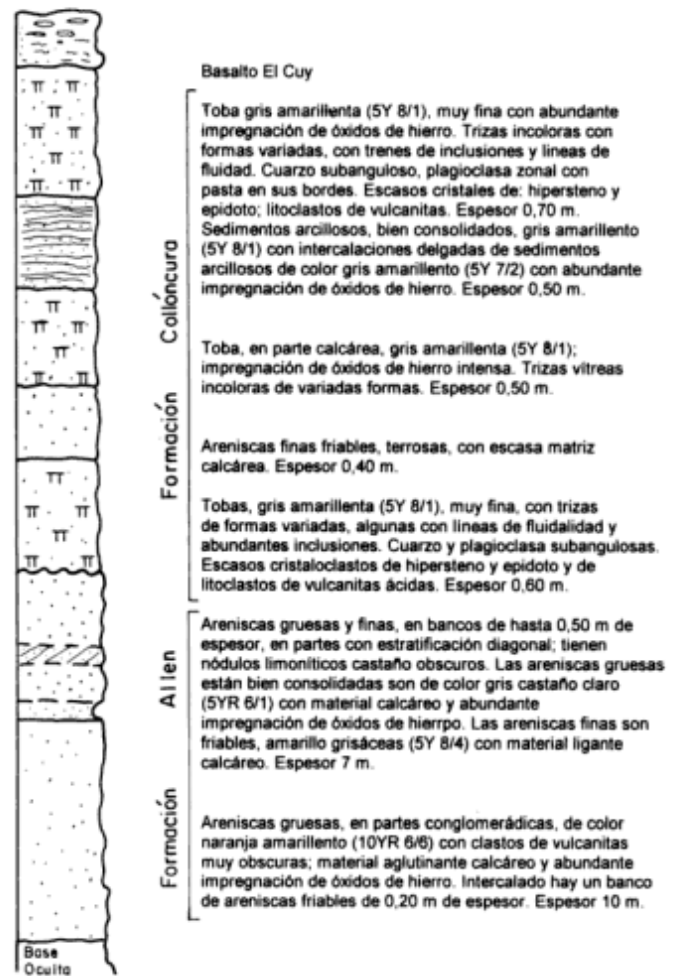 Basalto El Cuy
Toba gris amarillenta (5Y 8/1), muy fina con abundante
impregnación de óxidos de hierro. Trizas incoloras con
formas variadas, con trenes de inclusiones y lineas de
fluidad. Cuarzo subanguloso, plagioclasa zonal con
pasta en sus bordes. Escasos cristales de: hipersteno y
epidoto; litoclastos de vulcanitas. Espesor 0,70 m.
Sedimentos arcillosos, bien consolidados, gris amarillento
(5Y 8/1) con intercalaciones delgadas de sedimentos
arcillosos de color gris amarillento (5Y 7/2) con abundante
impregnación de óxidos de hierro. Espesor 0,50 m.
Toba, en parte calcárea, gris amarillenta (5Y 8/1);
impregnación de óxidos de hierro intensa. Trizas vítreas
incoloras de variadas formas. Espesor 0,50 m.
Areniscas finas friables, terrosas, con escasa matriz
calcárea. Espesor 0,40 m.
Tobas, gris amarillenta (5Y 8/1), muy fina, con trizas
de formas variadas, algunas con lineas de fluidalidad y
abundantes inclusiones. Cuarzo y plagioclasa subangulosas.
Escasos cristaloclastos de hipersteno y epidoto y de
litoclastos de vulcanitas ácidas. Espesor 0,60 m.
Formación Collóncura
Areniscas gruesas y finas, en bancos de hasta 0,50 m de
espesor, en partes con estratificación diagonal; tienen
nódulos limoníticos castaño obscuros. Las areniscas gruesas
están bien consolidadas son de color gris castaño claro
(5YR 6/1) con material calcáreo y abundante
impregnación de óxidos de hierrpo. Las areniscas finas son
friables, amarillo grisáceas (5Y 8/4) con material ligante
calcáreo. Espesor 7 m.
Areniscas gruesas, en partes conglomerádicas, de color
naranja amarillento (10YR 6/6) con clastos de vulcanitas
muy obscuras; material aglutinante calcáreo y abundante
impregnación de óxidos de hierro. Intercalado hay un banco
de areniscas friables de 0,20 m de espesor. Espesor 10 m.
Formación Allen
Base
Oculta